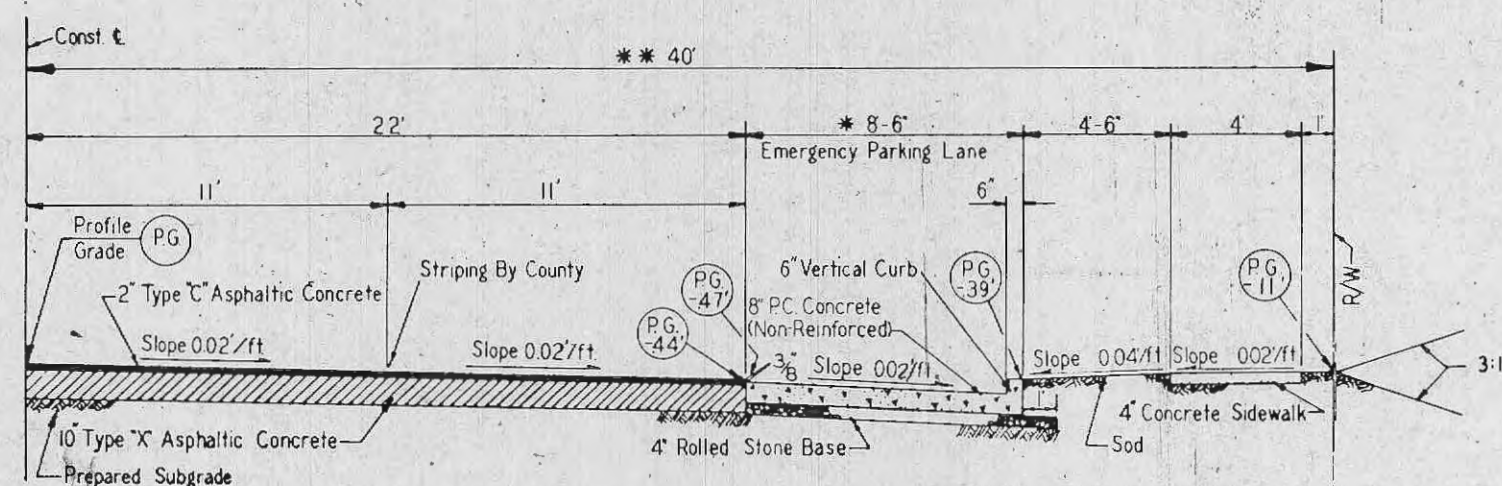 Const. ℄
** 40'
22'
* 8-6"
4'-6"
4'
1'
Emergency Parking Lane
11'
11'
6"
Profile
Grade
P.G.
Striping By County
2" Type "C" Asphaltic Concrete
P.G.
-.47'
P.G.
-.44'
6" Vertical Curb
8" P.C. Concrete
(Non-Reinforced)
P.G.
-.39'
P.G.
-.11'
R/W
Slope 0.02'/ft.
Slope 0.02'/ft.
3/8"
Slope 0.02'/ft.
Slope 0.04'/ft
Slope 0.02'/ft.
3:1
10" Type "X" Asphaltic Concrete
Prepared Subgrade
4" Rolled Stone Base
4" Concrete Sidewalk
Sod